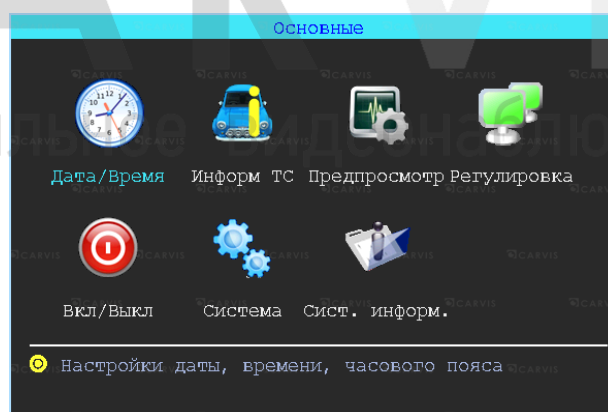 Основные
Дата/Время Информ ТС Предпросмотр Регулировка
Вкл/Выкл Система Сист. информ.
Настройки даты, времени, часового пояса